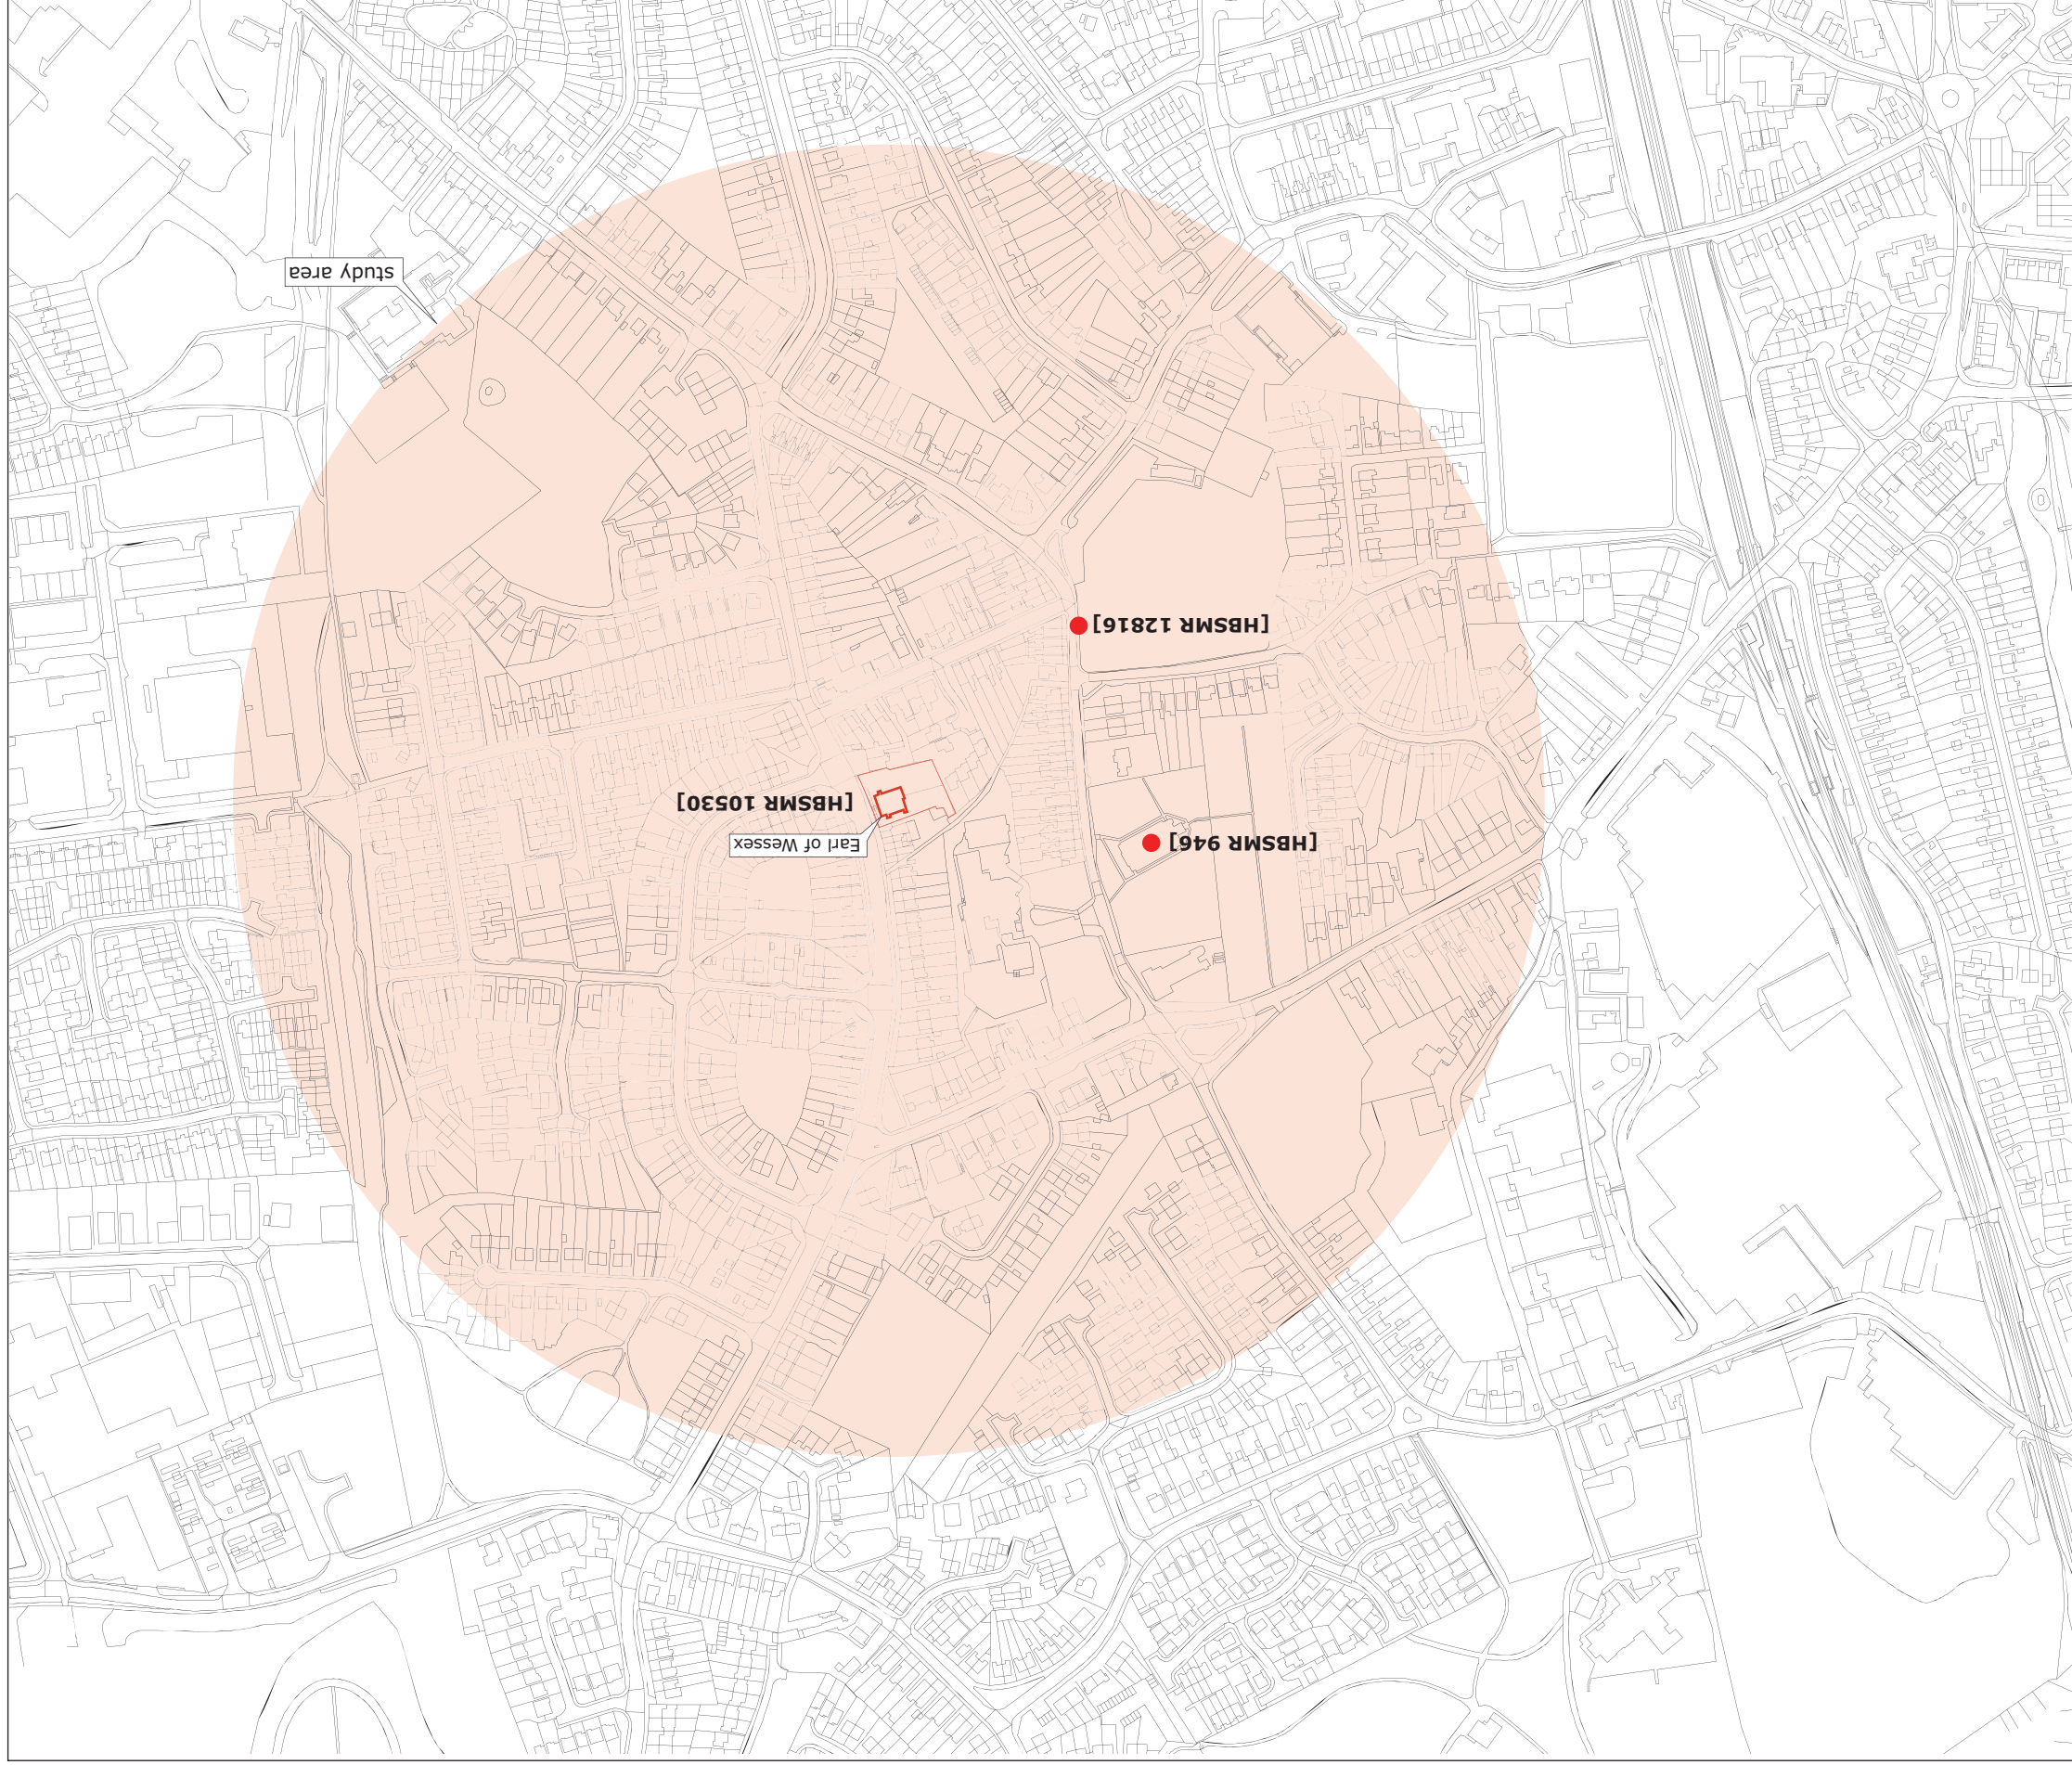 [HBSMR 946]
Earl of Wessex
[HBSMR 10530]
[HBSMR 12816]
study area